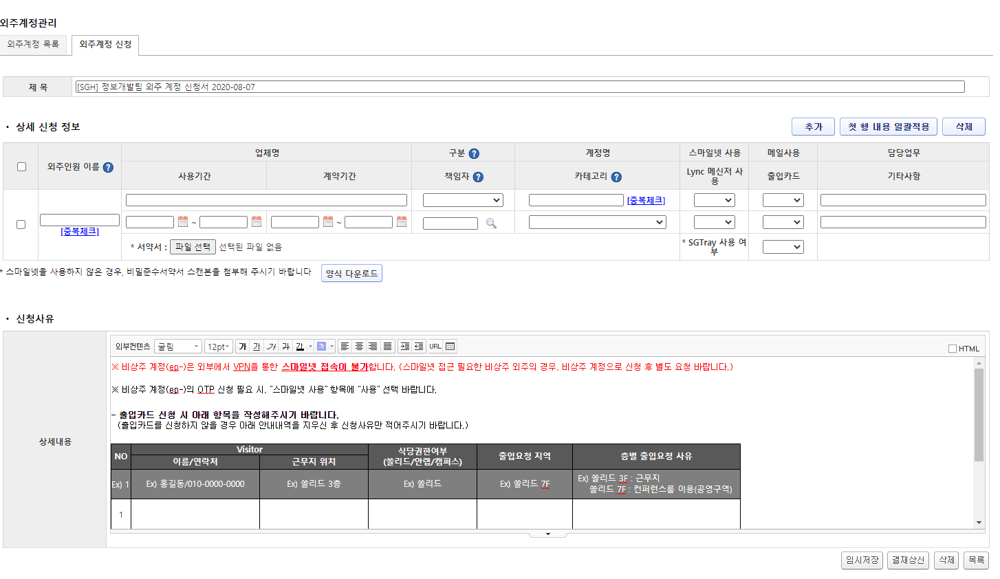 외주계정관리
외주계정 목록
외주계정 신청
제 목
[SGH] 정보개발팀 외주 계정 신청서 2020-08-07
· 상세 신청 정보
추가
첫 행 내용 일괄적용
삭제
외주인원 이름 ?
업체명
구분 ?
계정명
스마일넷 사용
메일사용
담당업무
사용기간
계약기간
책임자 ?
카테고리 ?
Lync 메신저 사
용
출입카드
기타사항
[중복체크]
[중복체크]
~
~
* 서약서 : 파일 선택 선택된 파일 없음
* SGTray 사용 여
부
* 스마일넷을 사용하지 않은 경우, 비밀준수서약서 스캔본을 첨부해 주시기 바랍니다
양식 다운로드
· 신청사유
상세내용
외부컨텐츠 굴림 12pt 가 가 가 가 가 가 URL
HTML
※ 비상주 계정(ep-)은 외부에서 VPN을 통한 스마일넷 접속이 불가합니다. (스마일넷 접근 필요한 비상주 외주의 경우, 비상주 계정으로 신청 후 별도 요청 바랍니다.)
※ 비상주 계정(ep-)의 OTP 신청 필요 시, "스마일넷 사용" 항목에 "사용" 선택 바랍니다.
- 출입카드 신청 시 아래 항목을 작성해주시기 바랍니다.
(출입카드를 신청하지 않을 경우 아래 안내내역을 지우신 후 신청사유만 적어주시기 바랍니다.)
NO
Visitor
이름/연락처
근무지 위치
식당권한여부
(쏠리드/안랩/캠퍼스)
출입요청 지역
층별 출입요청 사유
Ex) 1
Ex) 홍길동/010-0000-0000
Ex) 쏠리드 3층
Ex) 쏠리드
Ex) 쏠리드 7F
Ex) 쏠리드 3F : 근무지
쏠리드 7F : 컨퍼런스룸 이용(공영구역)
1
임시저장
결재상신
삭제
목록